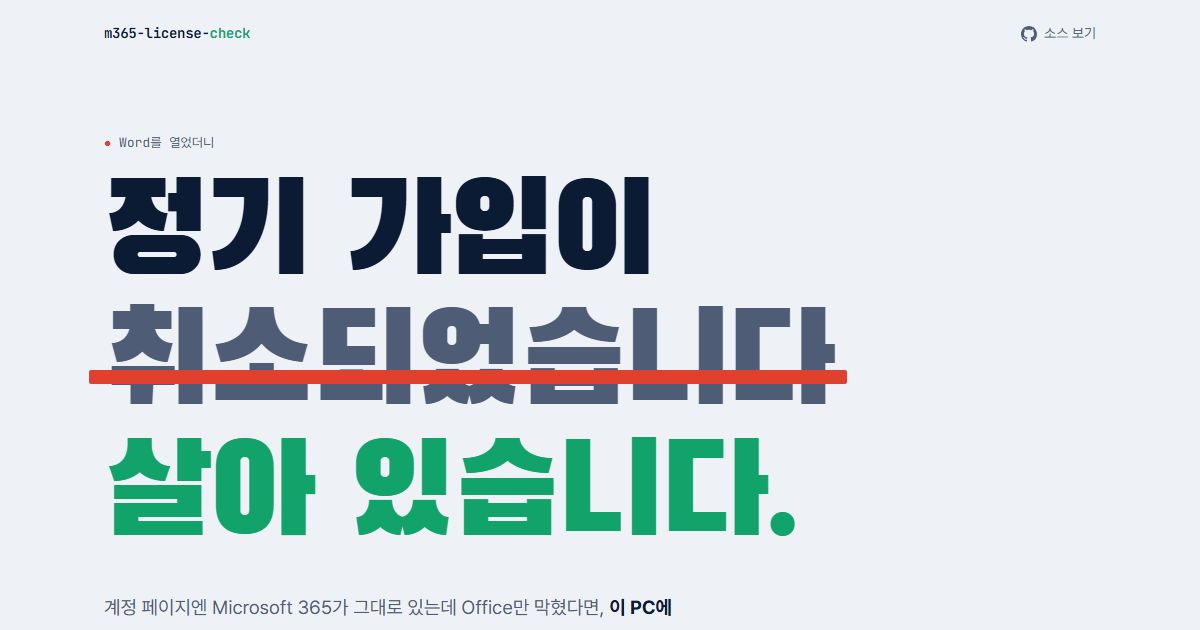 m365-license-check
소스 보기
Word를 열었더니
정기 가입이
취소되었습니다
살아 있습니다.
계정 페이지엔 Microsoft 365가 그대로 있는데 Office만 막혔다면, 이 PC에